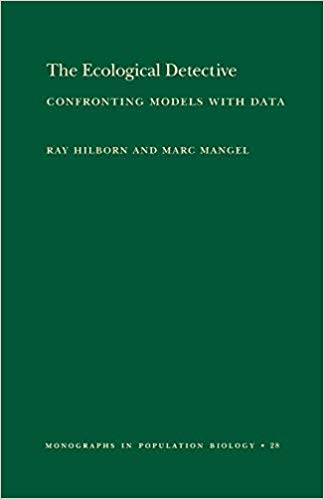 The Ecological Detective
CONFRONTING MODELS WITH DATA
RAY HILBORN AND MARC MANGEL
MONOGRAPHS IN POPULATION BIOLOGY • 28